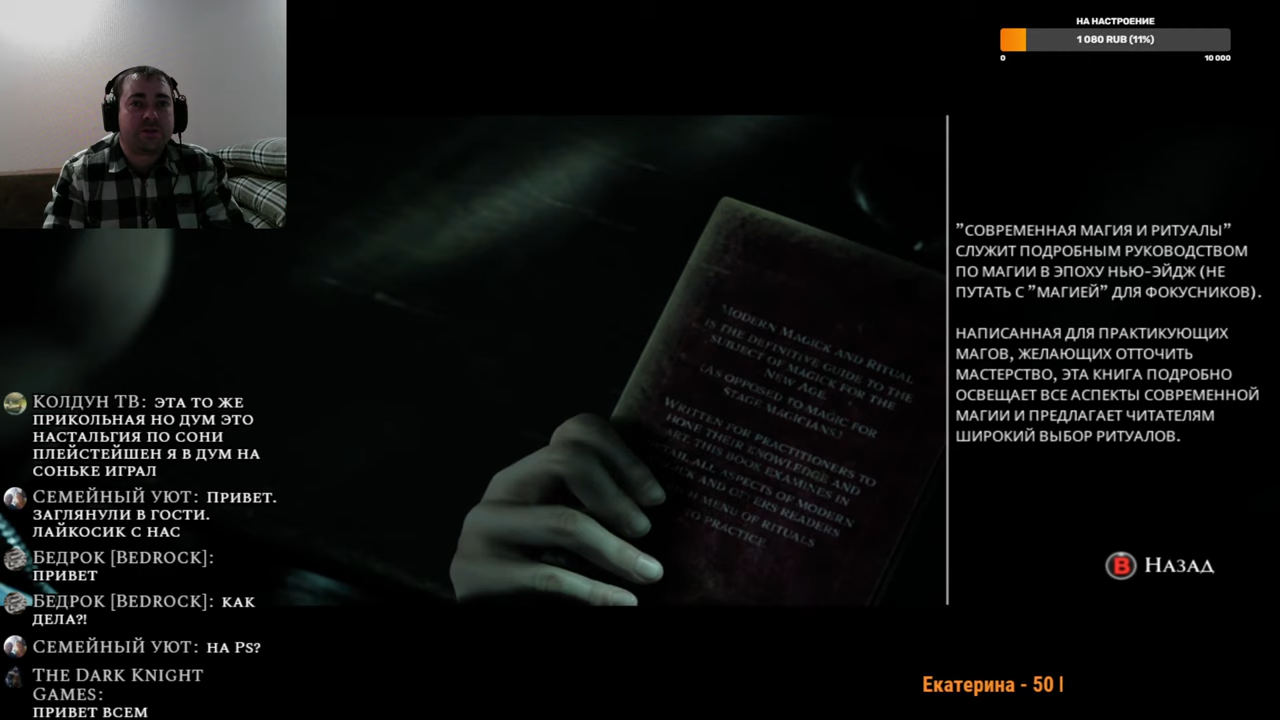 НА НАСТРОЕНИЕ
1 080 RUB (11%)
0
10 000
"СОВРЕМЕННАЯ МАГИЯ И РИТУАЛЫ"
СЛУЖИТ ПОДРОБНЫМ РУКОВОДСТВОМ
ПО МАГИИ В ЭПОХУ НЬЮ-ЭЙДЖ (НЕ
ПУТАТЬ С "МАГИЕЙ" ДЛЯ ФОКУСНИКОВ).
НАПИСАННАЯ ДЛЯ ПРАКТИКУЮЩИХ
МАГОВ, ЖЕЛАЮЩИХ ОТТОЧИТЬ
МАСТЕРСТВО, ЭТА КНИГА ПОДРОБНО
ОСВЕЩАЕТ ВСЕ АСПЕКТЫ СОВРЕМЕННОЙ
МАГИИ И ПРЕДЛАГАЕТ ЧИТАТЕЛЯМ
ШИРОКИЙ ВЫБОР РИТУАЛОВ.
MODERN MAGICK AND RITUAL
IS THE DEFINITIVE GUIDE TO THE
SUBJECT OF MAGICK FOR THE
NEW AGE.
(AS OPPOSED TO MAGIC FOR
STAGE MAGICIANS)
WRITTEN FOR PRACTITIONERS TO
HONE THEIR KNOWLEDGE AND
ART, THIS BOOK EXAMINES IN
ALL ASPECTS OF MODERN
AND READERS
MENU OF RITUALS
TO PRACTICE
B НАЗАД
КОЛДУН ТВ: ЭТА ТО ЖЕ
ПРИКОЛЬНАЯ НО ДУМ ЭТО
НАСТАЛЬГИЯ ПО СОНИ
ПЛЕЙСТЕЙШЕН Я В ДУМ НА
СОНЬКЕ ИГРАЛ
СЕМЕЙНЫЙ УЮТ: ПРИВЕТ.
ЗАГЛЯНУЛИ В ГОСТИ.
ЛАЙКОСИК С НАС
БЕДРОК [BEDROCK]:
ПРИВЕТ
БЕДРОК [BEDROCK]: КАК
ДЕЛА?!
СЕМЕЙНЫЙ УЮТ: НА PS?
THE DARK KNIGHT
GAMES:
ПРИВЕТ ВСЕМ
Екатерина - 50